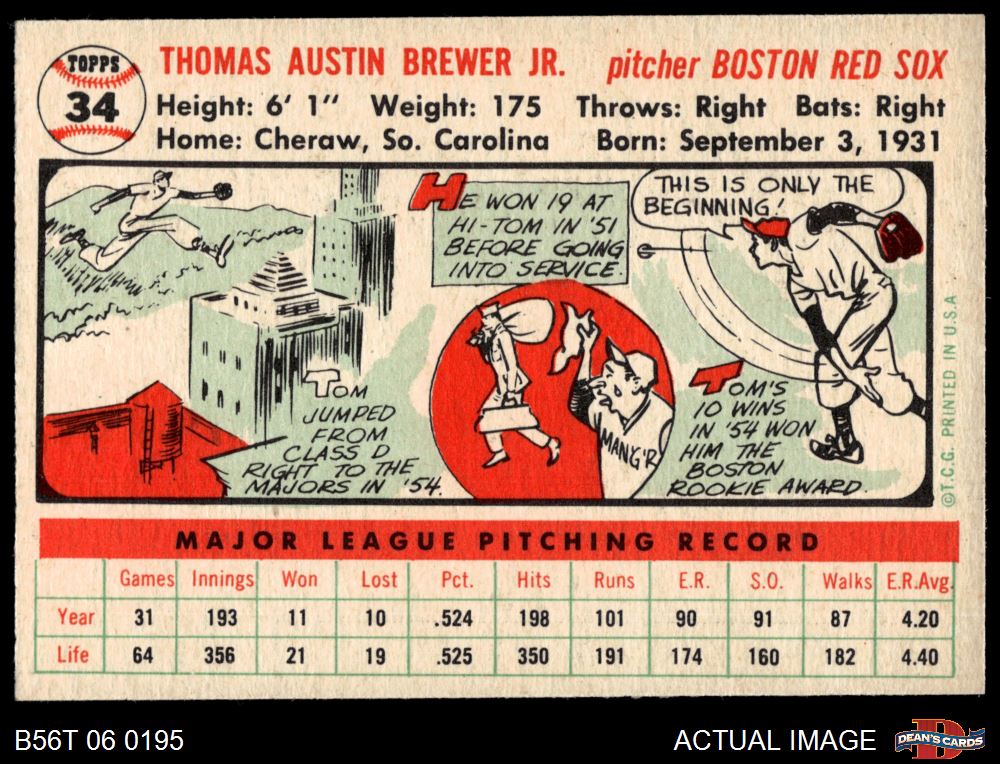 TOPPS
34
THOMAS AUSTIN BREWER JR. pitcher BOSTON RED SOX
Height: 6' 1" Weight: 175 Throws: Right Bats: Right
Home: Cheraw, So. Carolina Born: September 3, 1931
TOM
JUMPED
FROM
CLASS D
RIGHT TO THE
MAJORS IN '54.
HE WON 19 AT
HI-TOM IN '51
BEFORE GOING
INTO SERVICE.
MAN'G'R
THIS IS ONLY THE
BEGINNING!
TOM'S
10 WINS
IN '54 WON
HIM THE
BOSTON
ROOKIE AWARD.
©T.C.G. PRINTED IN U.S.A
MAJOR LEAGUE PITCHING RECORD
Games Innings Won Lost Pct. Hits Runs E.R. S.O. Walks E.R.Avg.
Year 31 193 11 10 .524 198 101 90 91 87 4.20
Life 64 356 21 19 .525 350 191 174 160 182 4.40
B56T 06 0195
ACTUAL IMAGE
DEAN'S CARDS